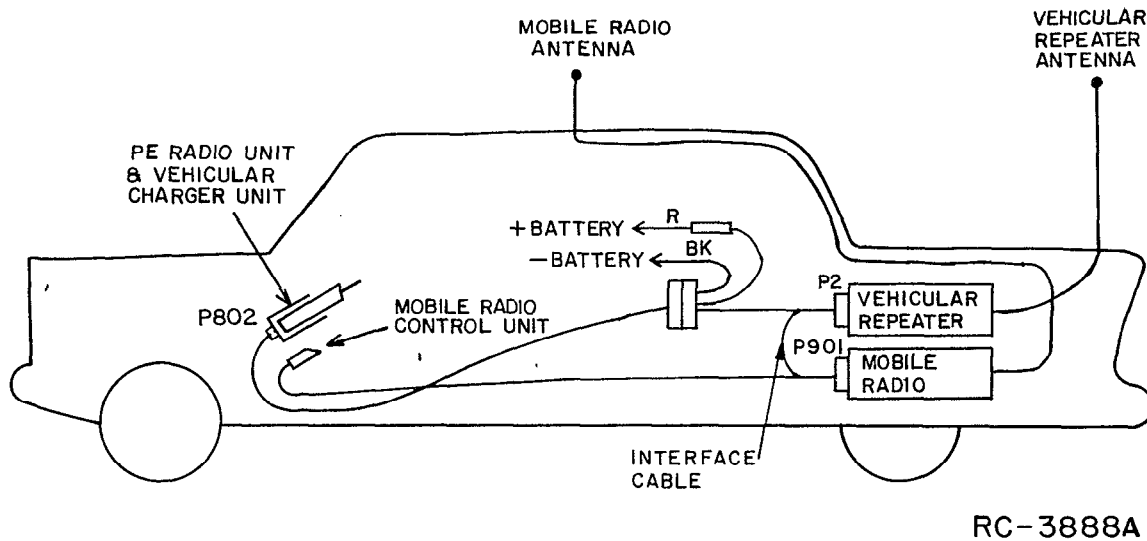 MOBILE RADIO
ANTENNA
VEHICULAR
REPEATER
ANTENNA
PE RADIO UNIT
& VEHICULAR
CHARGER UNIT
+BATTERY
R
-BATTERY
BK
P802
MOBILE RADIO
CONTROL UNIT
P2
VEHICULAR
REPEATER
P901
MOBILE
RADIO
INTERFACE
CABLE
RC-3888A